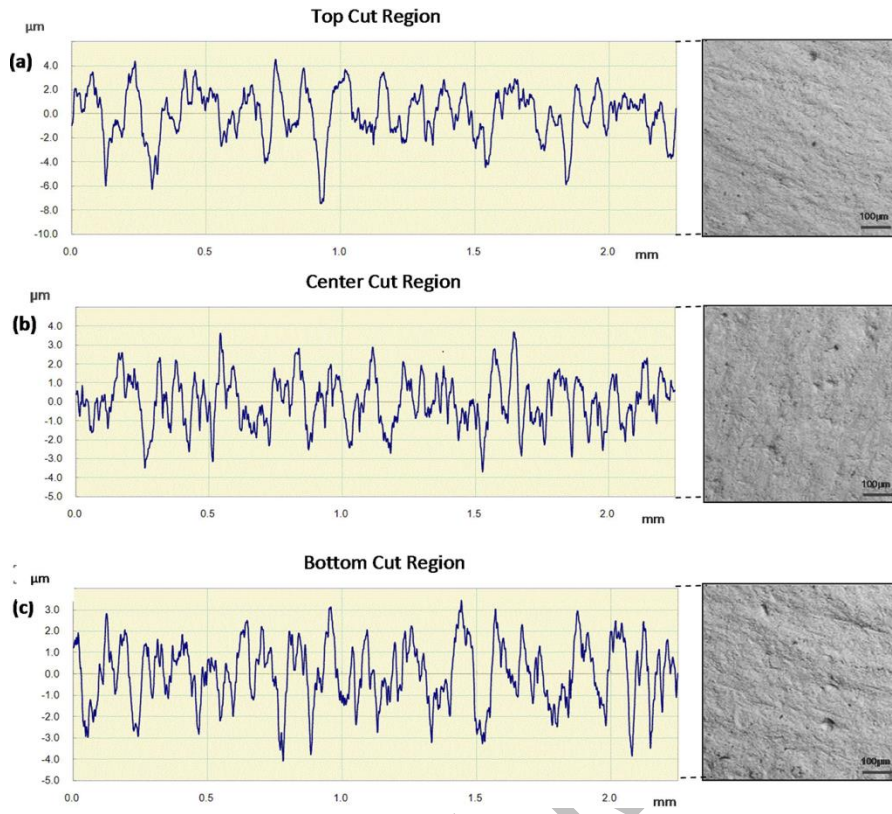 Top Cut Region
µm
(a)
4.0
2.0
0.0
-2.0
-4.0
-6.0
-8.0
-10.0
0.0 0.5 1.0 1.5 2.0
mm
100µm
Center Cut Region
µm
(b)
4.0
3.0
2.0
1.0
0.0
-1.0
-2.0
-3.0
-4.0
-5.0
0.0 0.5 1.0 1.5 2.0
mm
100µm
Bottom Cut Region
µm
(c)
3.0
2.0
1.0
0.0
-1.0
-2.0
-3.0
-4.0
-5.0
0.0 0.5 1.0 1.5 2.0
mm
100µm